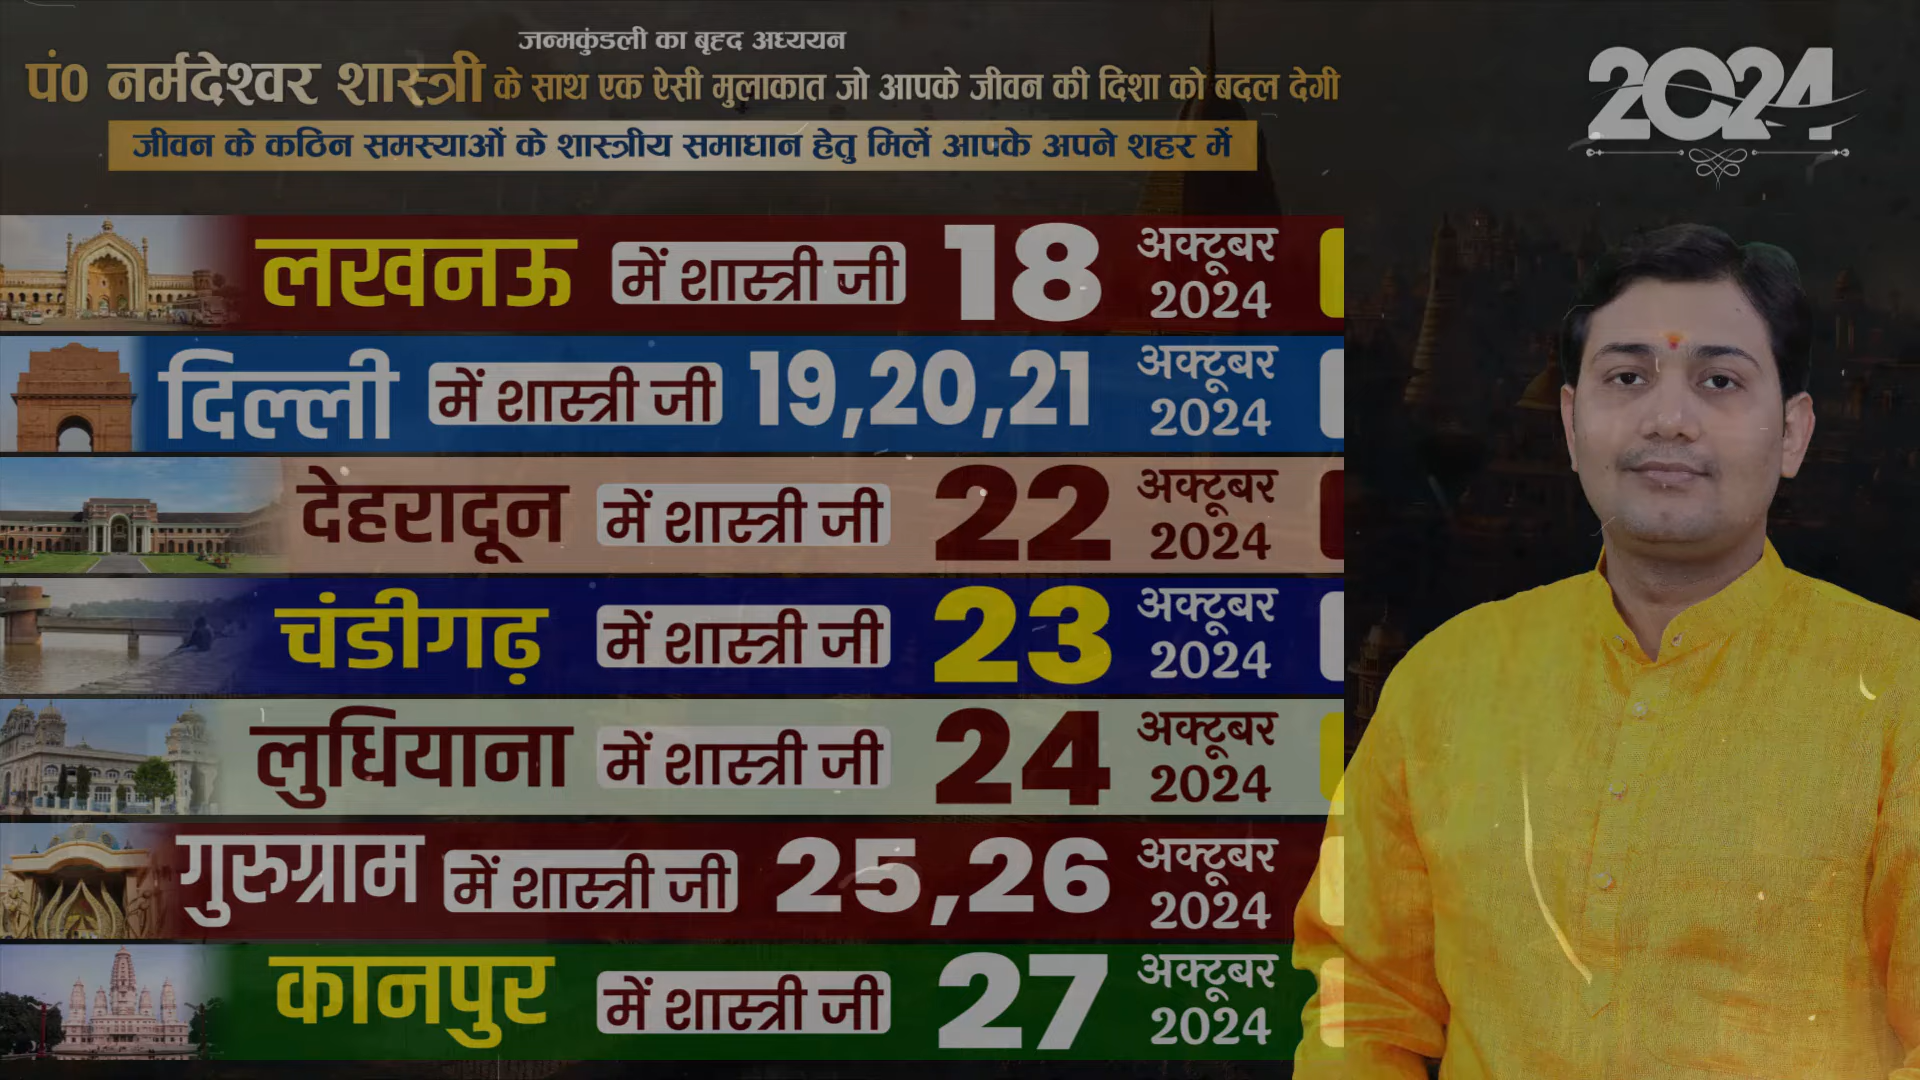 जन्मकुंडली का बृहद अध्ययन
पं० नर्मदेश्वर शास्त्री के साथ एक ऐसी मुलाकात जो आपके जीवन की दिशा को बदल देगी
जीवन के कठिन समस्याओं के शास्त्रीय समाधान हेतु मिलें आपके अपने शहर में
2024
लखनऊ में शास्त्री जी 18 अक्टूबर 2024
दिल्ली में शास्त्री जी 19,20,21 अक्टूबर 2024
देहरादून में शास्त्री जी 22 अक्टूबर 2024
चंडीगढ़ में शास्त्री जी 23 अक्टूबर 2024
लुधियाना में शास्त्री जी 24 अक्टूबर 2024
गुरुग्राम में शास्त्री जी 25,26 अक्टूबर 2024
कानपुर में शास्त्री जी 27 अक्टूबर 2024